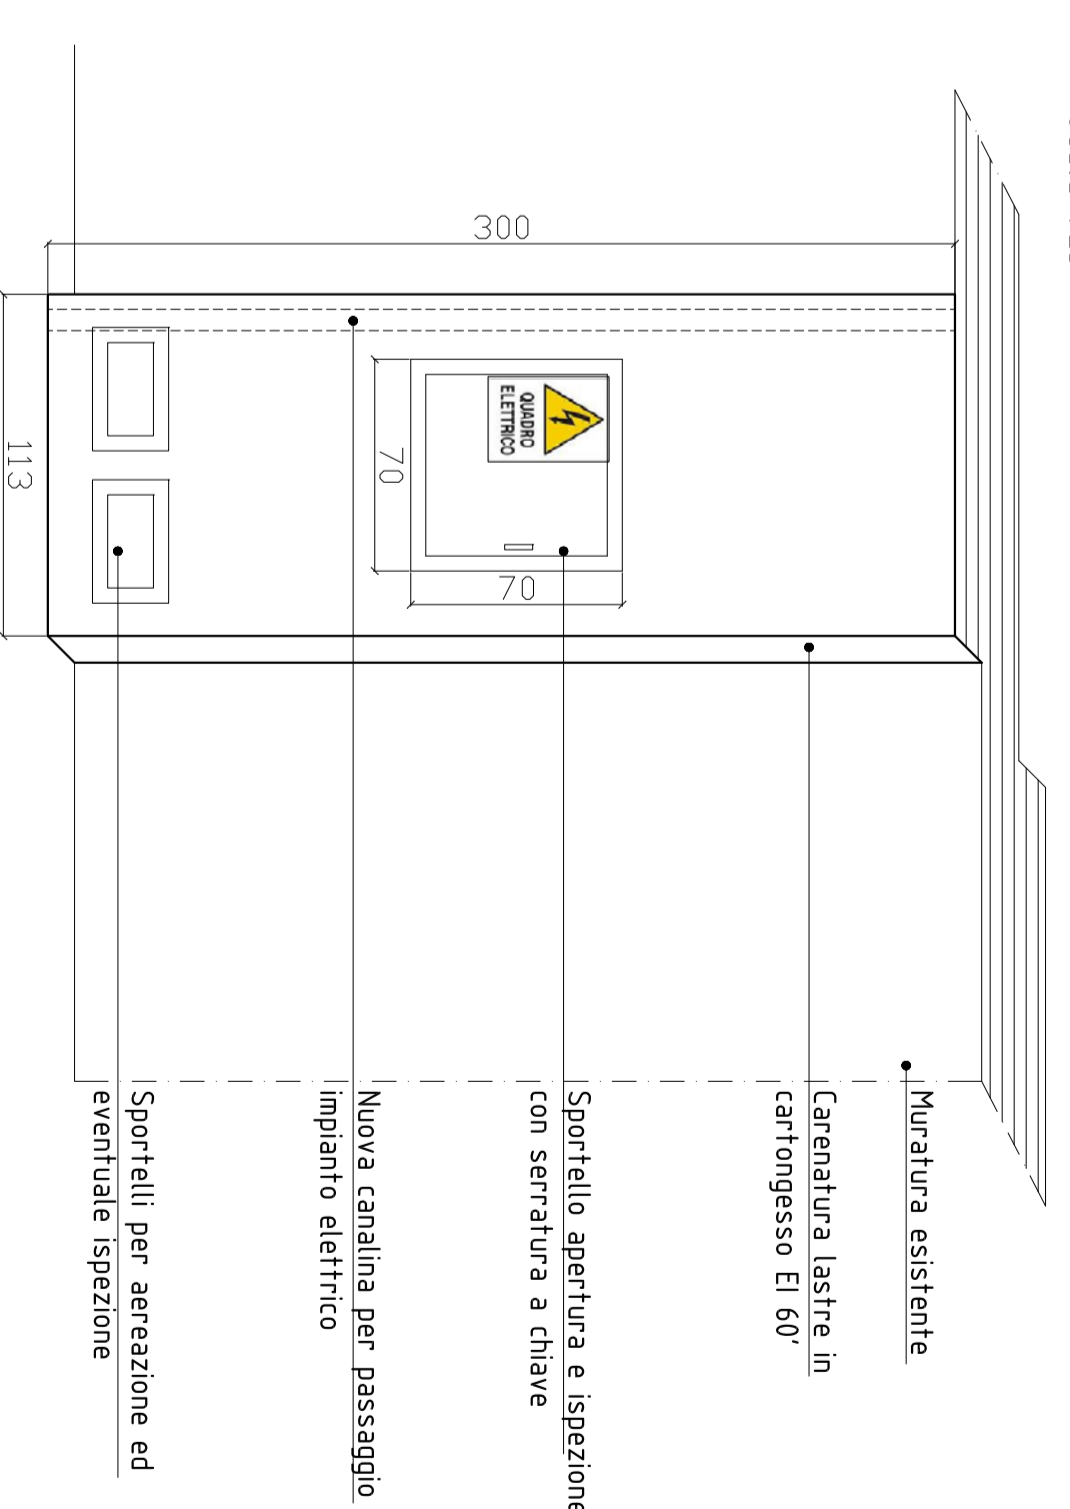 Muratura esistente
Carenatura lastre in
cartongesso EI 60'
Sportello apertura e ispezione
con serratura a chiave
Nuova canalina per passaggio
impianto elettrico
Sportelli per aereazione ed
eventuale ispezione
300
QUADRO
ELETTRICO
70
70
113